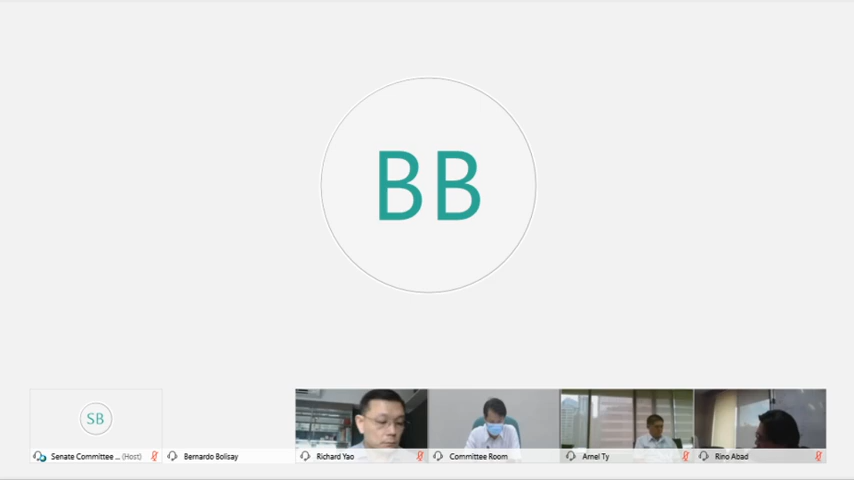 BB
SB
Senate Committee ... (Host)
Bernardo Bolisay
Richard Yao
Committee Room
Arnel Ty
Rino Abad